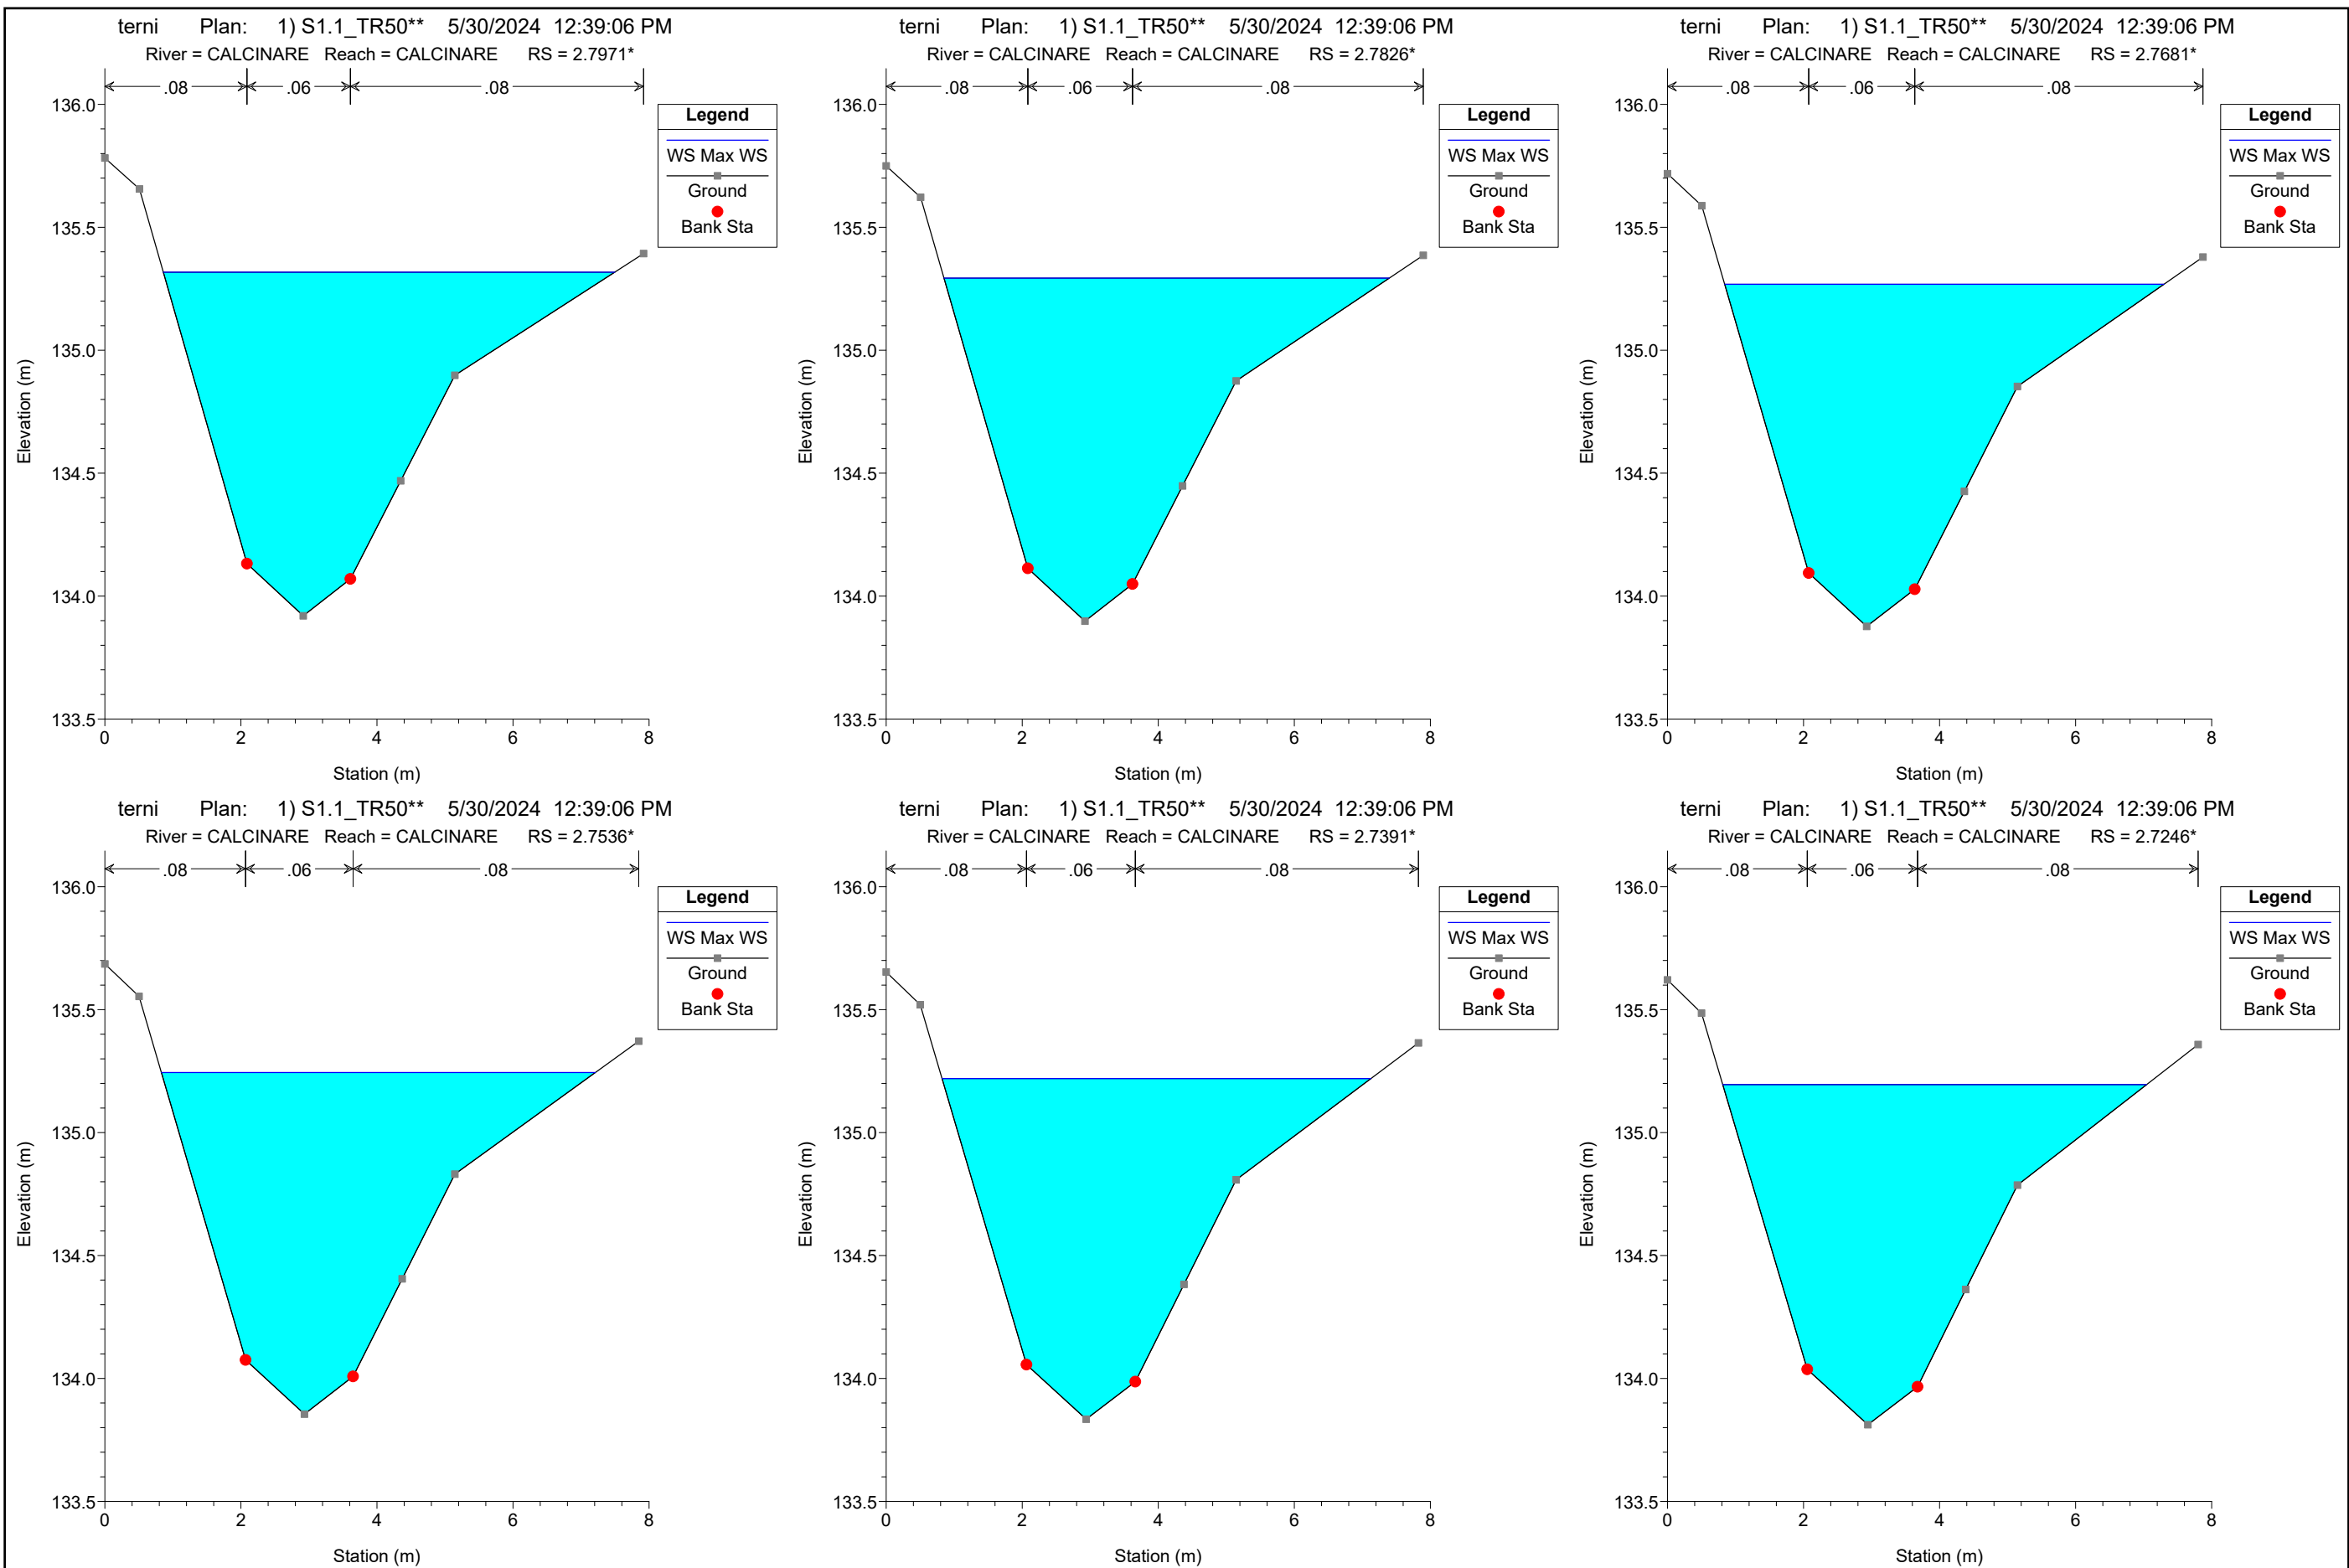 terni Plan: 1) S1.1_TR50** 5/30/2024 12:39:06 PM
River = CALCINARE Reach = CALCINARE RS = 2.7971*
.08 .06 .08
136.0
135.5
135.0
134.5
134.0
133.5
Elevation (m)
0 2 4 6 8
Station (m)
Legend
WS Max WS
Ground
Bank Sta
terni Plan: 1) S1.1_TR50** 5/30/2024 12:39:06 PM
River = CALCINARE Reach = CALCINARE RS = 2.7826*
.08 .06 .08
136.0
135.5
135.0
134.5
134.0
133.5
Elevation (m)
0 2 4 6 8
Station (m)
Legend
WS Max WS
Ground
Bank Sta
terni Plan: 1) S1.1_TR50** 5/30/2024 12:39:06 PM
River = CALCINARE Reach = CALCINARE RS = 2.7681*
.08 .06 .08
136.0
135.5
135.0
134.5
134.0
133.5
Elevation (m)
0 2 4 6 8
Station (m)
Legend
WS Max WS
Ground
Bank Sta
terni Plan: 1) S1.1_TR50** 5/30/2024 12:39:06 PM
River = CALCINARE Reach = CALCINARE RS = 2.7536*
.08 .06 .08
136.0
135.5
135.0
134.5
134.0
133.5
Elevation (m)
0 2 4 6 8
Station (m)
Legend
WS Max WS
Ground
Bank Sta
terni Plan: 1) S1.1_TR50** 5/30/2024 12:39:06 PM
River = CALCINARE Reach = CALCINARE RS = 2.7391*
.08 .06 .08
136.0
135.5
135.0
134.5
134.0
133.5
Elevation (m)
0 2 4 6 8
Station (m)
Legend
WS Max WS
Ground
Bank Sta
terni Plan: 1) S1.1_TR50** 5/30/2024 12:39:06 PM
River = CALCINARE Reach = CALCINARE RS = 2.7246*
.08 .06 .08
136.0
135.5
135.0
134.5
134.0
133.5
Elevation (m)
0 2 4 6 8
Station (m)
Legend
WS Max WS
Ground
Bank Sta